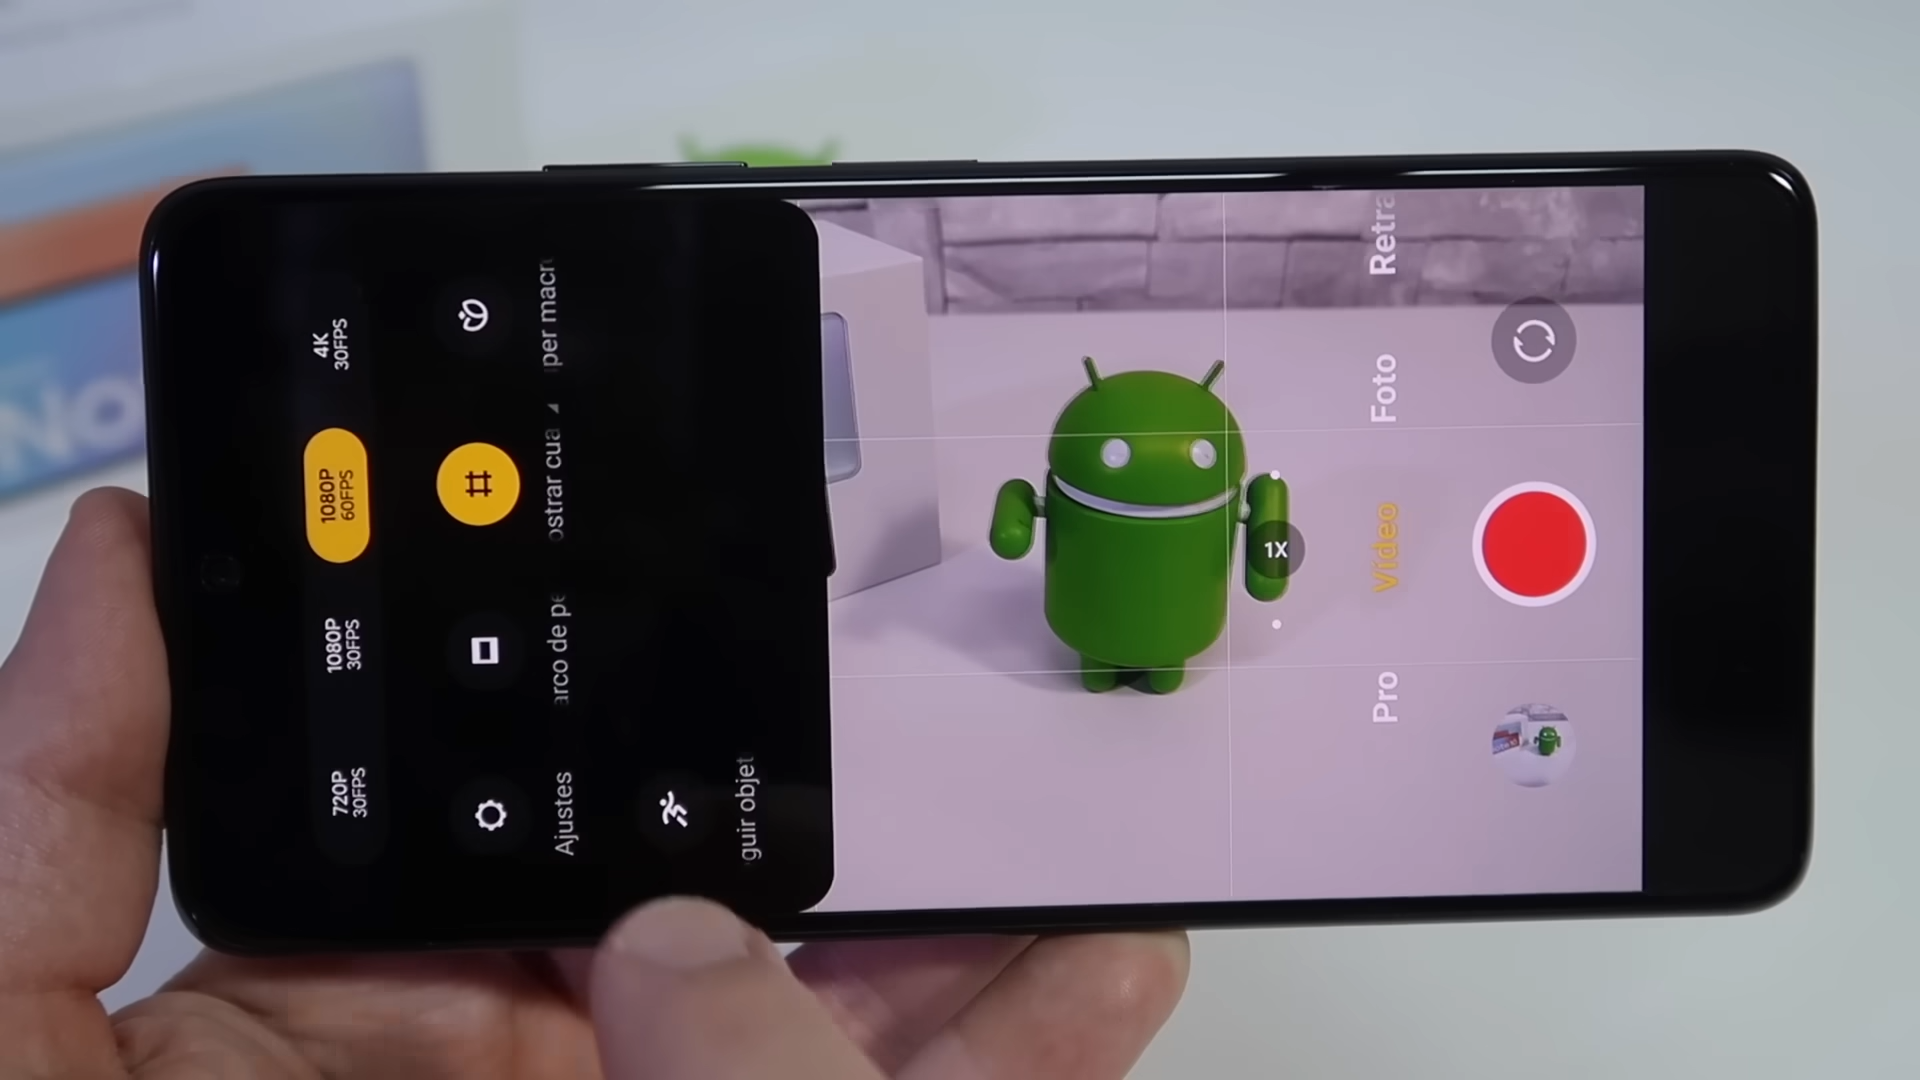 720P
30FPS
1080P
30FPS
1080P
60FPS
4K
30FPS
Ajustes
arco de pe
ostrar cua
per macr
guir objet
1X
Pro
Vídeo
Foto
Retra
NO